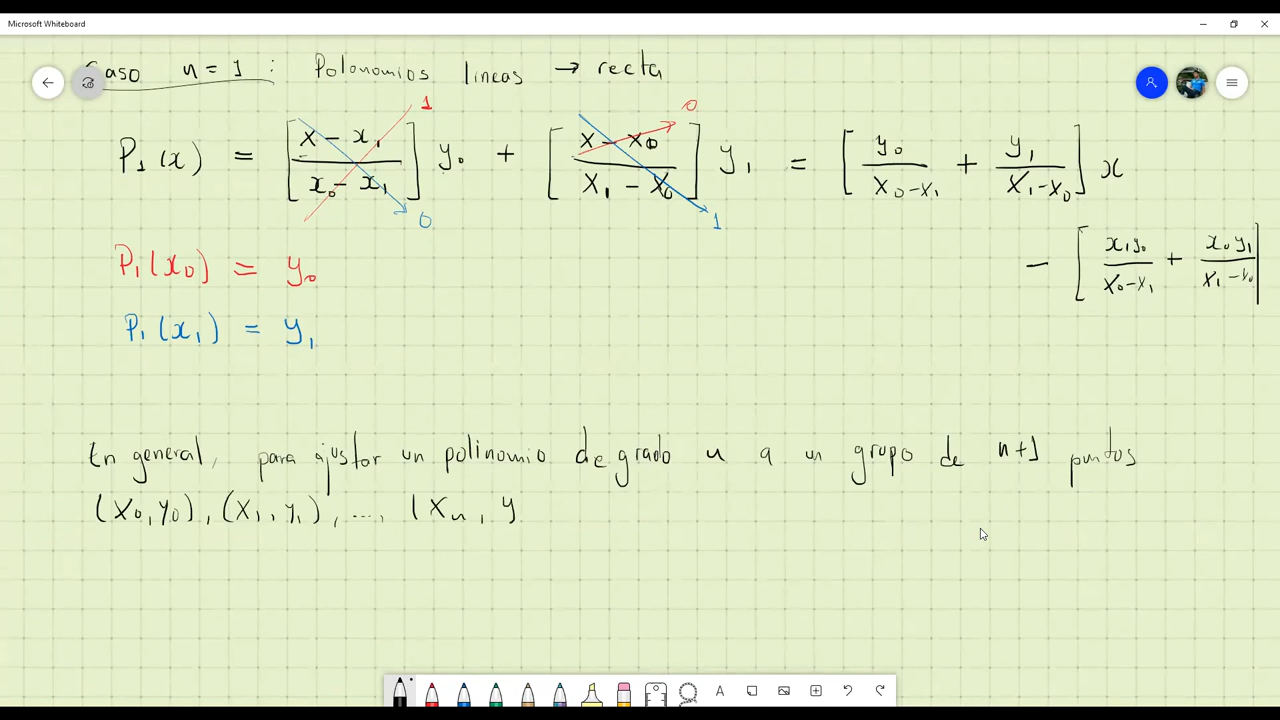 Microsoft Whiteboard
Caso n = 1 : Polonomios lineas → recta
P₁(x) = [x - x₁ / x₀ - x₁] y₀ + [x - x₀ / x₁ - x₀] y₁ = [y₀ / x₀ - x₁ + y₁ / x₁ - x₀] x
1 0 0 1
- [x₁y₀ / x₀ - x₁ + x₀y₁ / x₁ - x₀]
P₁(x₀) = y₀
P₁(x₁) = y₁
En general, para ajustar un polinomio de grado n a un grupo de n+1 puntos
(x₀, y₀), (x₁, y₁), ..., (xₙ, y
A